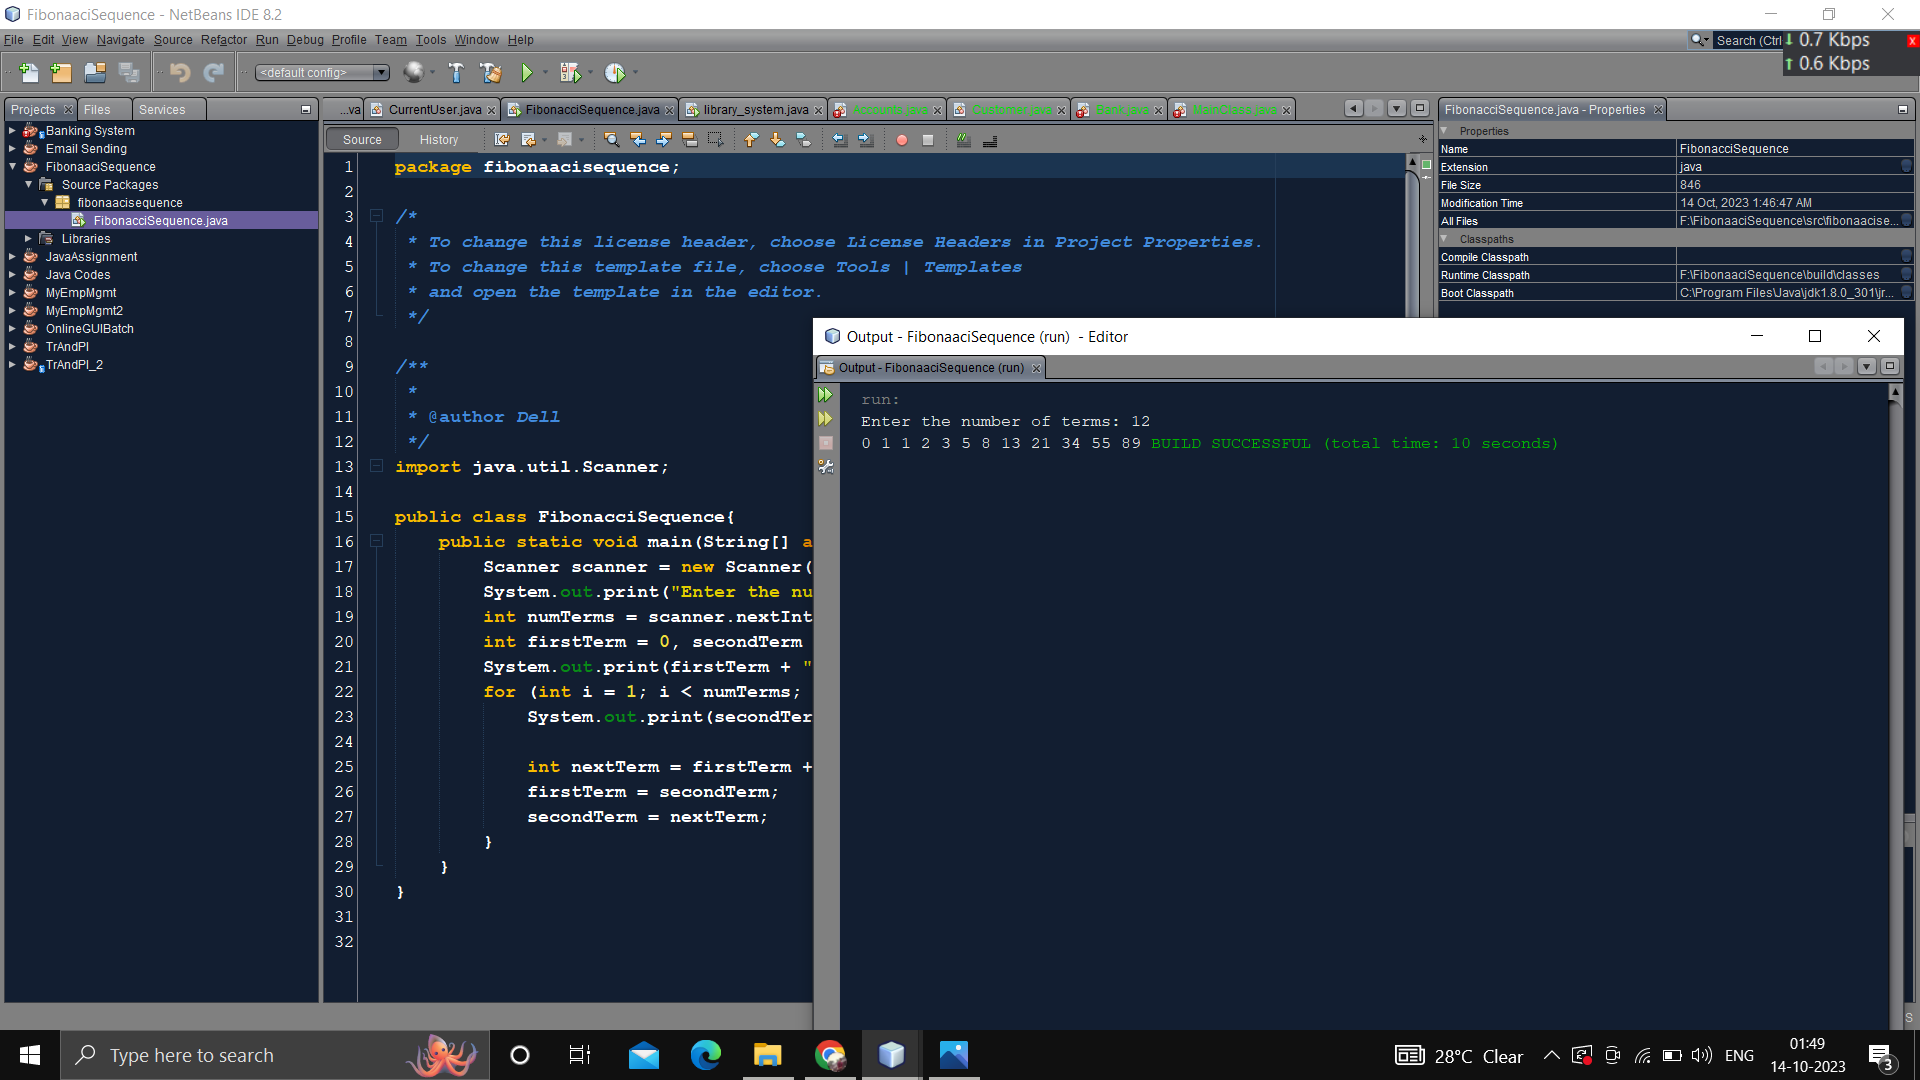 FibonaaciSequence - NetBeans IDE 8.2
File Edit View Navigate Source Refactor Run Debug Profile Team Tools Window Help
Search (Ctrl
0.7 Kbps
0.6 Kbps
<default config>
Projects Files Services
Banking System
Email Sending
FibonaaciSequence
Source Packages
fibonaacisequence
FibonacciSequence.java
Libraries
JavaAssignment
Java Codes
MyEmpMgmt
MyEmpMgmt2
OnlineGUIBatch
TrAndPI
TrAndPI_2
...va CurrentUser.java FibonacciSequence.java library_system.java Accounts.java Customer.java Bank.java MainClass.java
Source History
1 package fibonaacisequence;
2
3 /*
4 * To change this license header, choose License Headers in Project Properties.
5 * To change this template file, choose Tools | Templates
6 * and open the template in the editor.
7 */
8
9 /**
10 *
11 * @author Dell
12 */
13 import java.util.Scanner;
14
15 public class FibonacciSequence{
16 public static void main(String[] a
17 Scanner scanner = new Scanner(
18 System.out.print("Enter the nu
19 int numTerms = scanner.nextInt
20 int firstTerm = 0, secondTerm
21 System.out.print(firstTerm + "
22 for (int i = 1; i < numTerms;
23 System.out.print(secondTer
24
25 int nextTerm = firstTerm +
26 firstTerm = secondTerm;
27 secondTerm = nextTerm;
28 }
29 }
30 }
31
32
FibonacciSequence.java - Properties
Properties
Name FibonacciSequence
Extension java
File Size 846
Modification Time 14 Oct, 2023 1:46:47 AM
All Files F:\FibonaaciSequence\src\fibonaacise...
Classpaths
Compile Classpath
Runtime Classpath F:\FibonaaciSequence\build\classes
Boot Classpath C:\Program Files\Java\jdk1.8.0_301\jr...
Output - FibonaaciSequence (run) - Editor
Output - FibonaaciSequence (run)
run:
Enter the number of terms: 12
0 1 1 2 3 5 8 13 21 34 55 89 BUILD SUCCESSFUL (total time: 10 seconds)
Type here to search
28°C Clear
ENG
01:49
14-10-2023
3